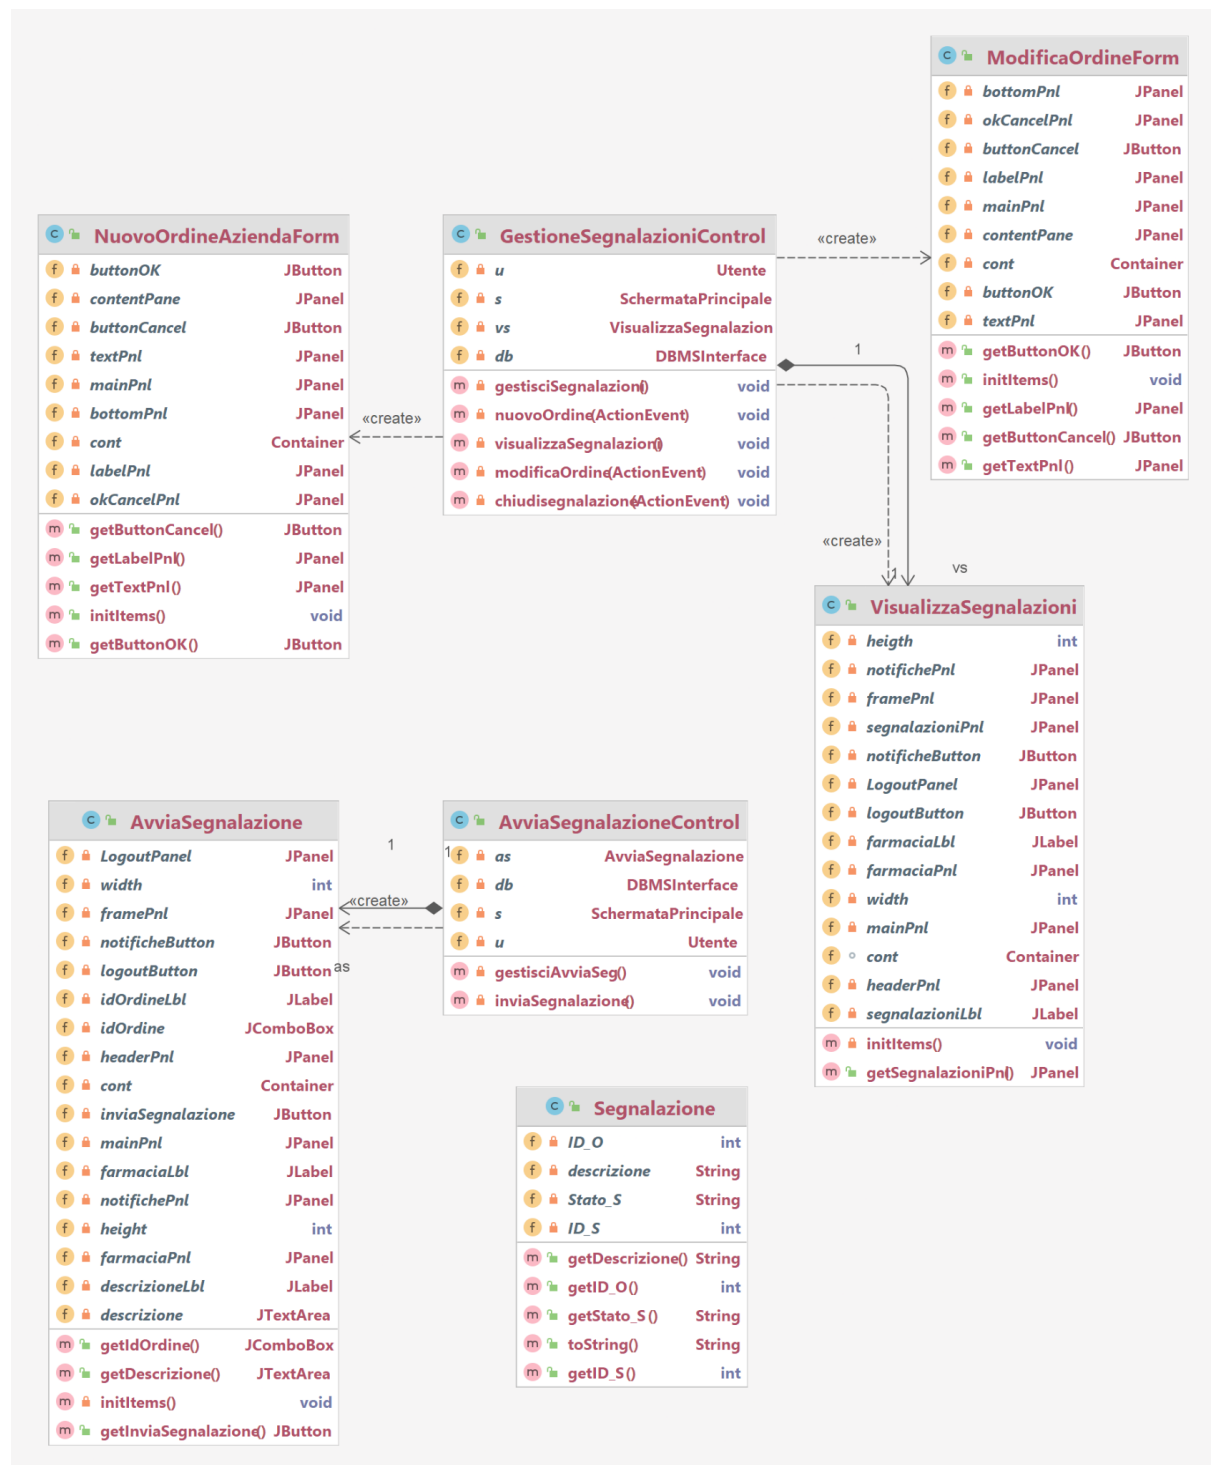 ModificaOrdineForm
bottomPnl JPanel
okCancelPnl JPanel
buttonCancel JButton
labelPnl JPanel
mainPnl JPanel
contentPane JPanel
cont Container
buttonOK JButton
textPnl JPanel
getButtonOK() JButton
initItems() void
getLabelPnl() JPanel
getButtonCancel() JButton
getTextPnl() JPanel
NuovoOrdineAziendaForm
buttonOK JButton
contentPane JPanel
buttonCancel JButton
textPnl JPanel
mainPnl JPanel
bottomPnl JPanel
cont Container
labelPnl JPanel
okCancelPnl JPanel
getButtonCancel() JButton
getLabelPnl() JPanel
getTextPnl() JPanel
initItems() void
getButtonOK() JButton
«create»
GestioneSegnalazioniControl
u Utente
s SchermataPrincipale
vs VisualizzaSegnalazion
db DBMSInterface
gestisciSegnalazioni() void
nuovoOrdine(ActionEvent) void
visualizzaSegnalazioni() void
modificaOrdine(ActionEvent) void
chiudisegnalazione(ActionEvent) void
«create»
1
«create»
1
vs
VisualizzaSegnalazioni
heigth int
notifichePnl JPanel
framePnl JPanel
segnalazioniPnl JPanel
notificheButton JButton
LogoutPanel JPanel
logoutButton JButton
farmaciaLbl JLabel
farmaciaPnl JPanel
width int
mainPnl JPanel
cont Container
headerPnl JPanel
segnalazioniLbl JLabel
initItems() void
getSegnalazioniPnl() JPanel
AvviaSegnalazione
LogoutPanel JPanel
width int
framePnl JPanel
notificheButton JButton
logoutButton JButton
idOrdineLbl JLabel
idOrdine JComboBox
headerPnl JPanel
cont Container
inviaSegnalazione JButton
mainPnl JPanel
farmaciaLbl JLabel
notifichePnl JPanel
height int
farmaciaPnl JPanel
descrizioneLbl JLabel
descrizione JTextArea
getIdOrdine() JComboBox
getDescrizione() JTextArea
initItems() void
getInviaSegnalazione() JButton
1
1
«create»
as
AvviaSegnalazioneControl
as AvviaSegnalazione
db DBMSInterface
s SchermataPrincipale
u Utente
gestisciAvviaSeg() void
inviaSegnalazione() void
Segnalazione
ID_O int
descrizione String
Stato_S String
ID_S int
getDescrizione() String
getID_O() int
getStato_S() String
toString() String
getID_S() int